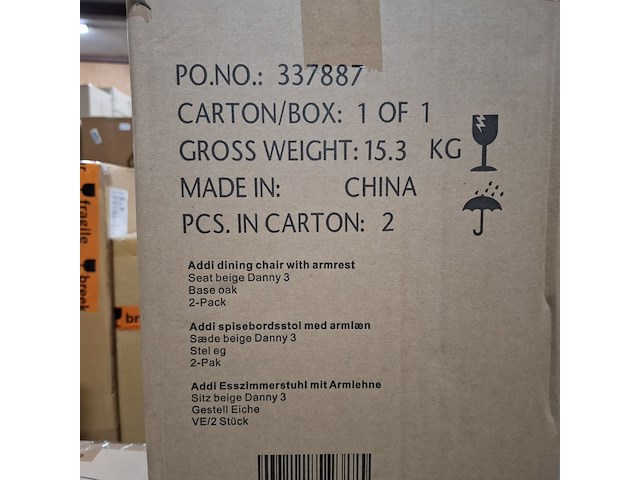 PO.NO.: 337887
CARTON/BOX: 1 OF 1
GROSS WEIGHT: 15.3 KG
MADE IN: CHINA
PCS. IN CARTON: 2
Addi dining chair with armrest
Seat beige Danny 3
Base oak
2-Pack
Addi spisebordsstol med armlæn
Sæde beige Danny 3
Stel eg
2-Pak
Addi Esszimmerstuhl mit Armlehne
Sitz beige Danny 3
Gestell Eiche
VE/2 Stück
fragile
break
br